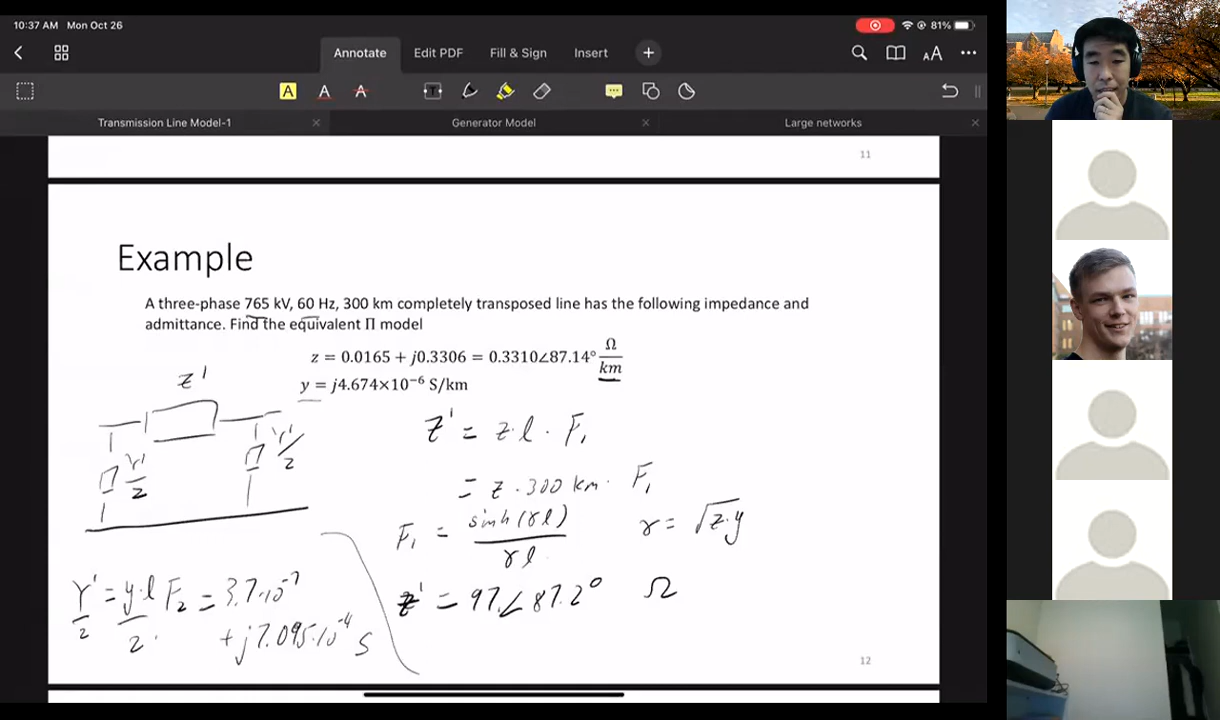 10:37 AM Mon Oct 26
81%
Annotate
Edit PDF
Fill & Sign
Insert
Transmission Line Model-1
Generator Model
Large networks
11
Example
A three-phase 765 kV, 60 Hz, 300 km completely transposed line has the following impedance and
admittance. Find the equivalent Π model
z = 0.0165 + j0.3306 = 0.3310∠87.14° Ω/km
y = j4.674×10⁻⁶ S/km
z'
Y'/2
Y'/2
Z' = z·l · F₁
= z · 300 km · F₁
F₁ = sinh(γl)/γl
γ = √z·y
Z' = 97∠87.2° Ω
Y'/2 = y·l/2 F₂ = 3.7·10⁻⁷
+ j7.095·10⁻⁴ S
12